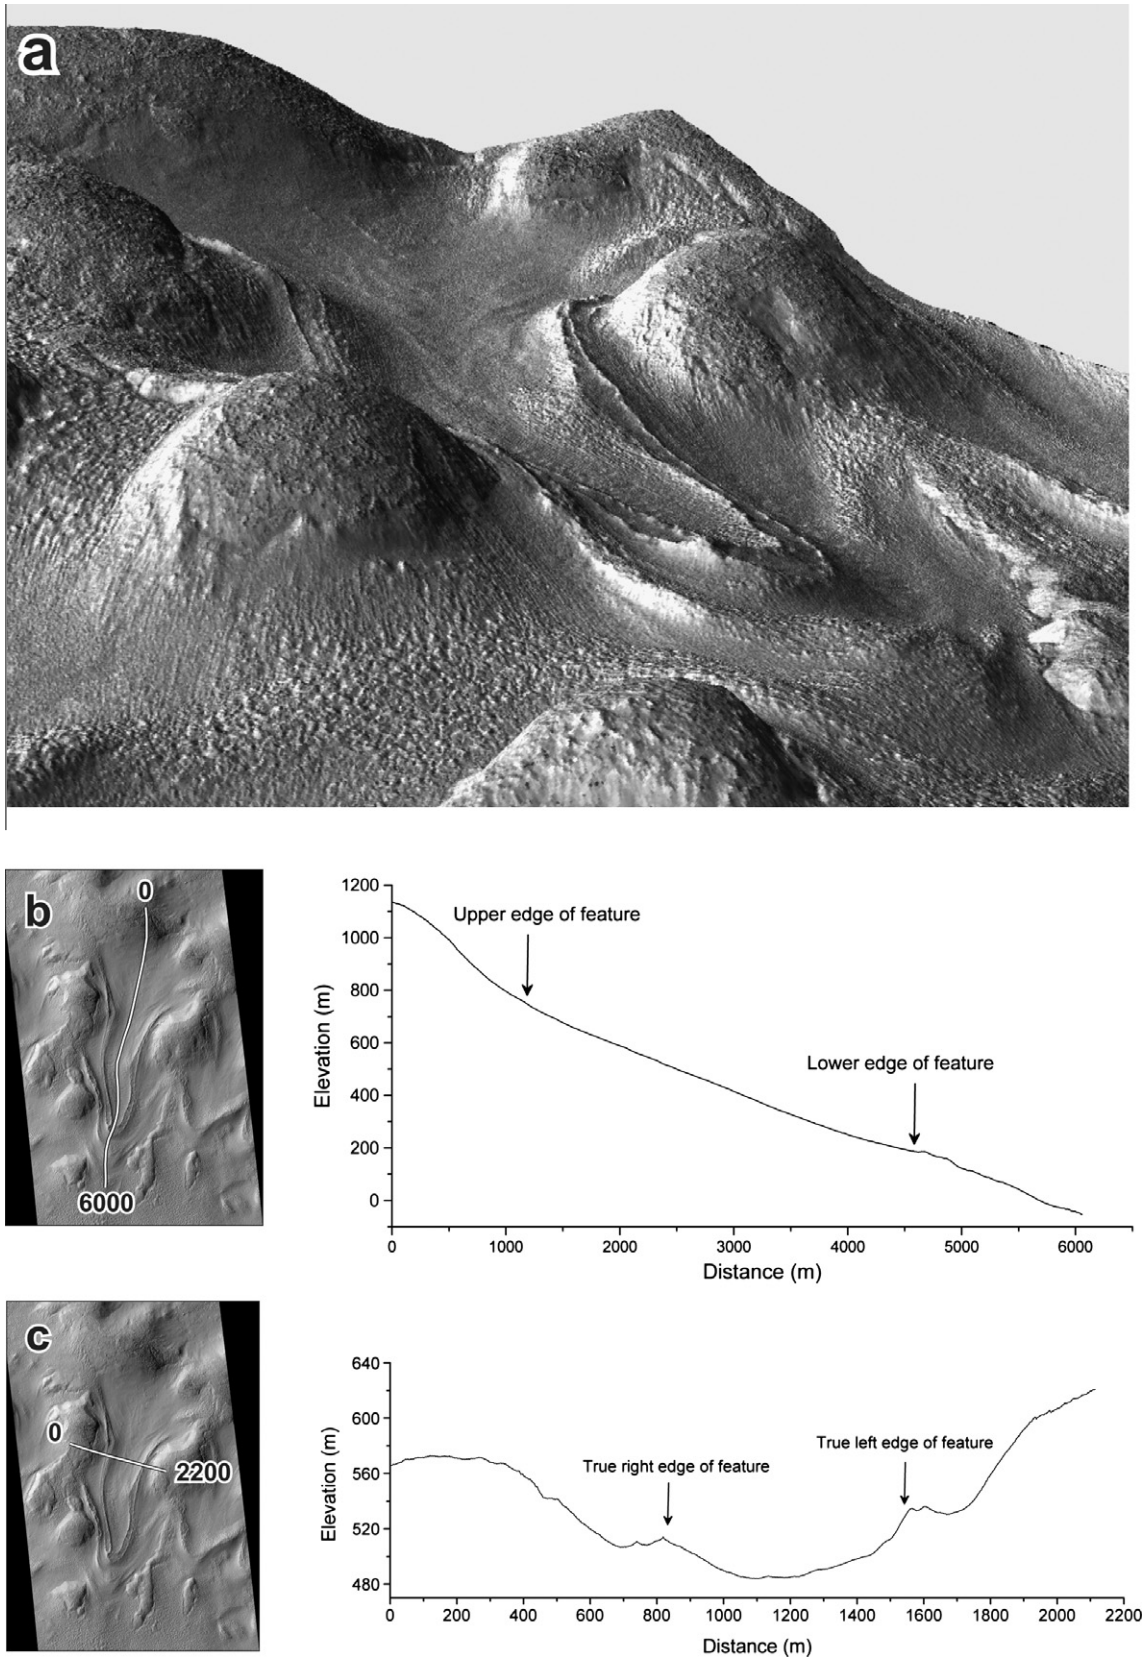 a
b
0
6000
1200
1000
800
600
400
200
0
Elevation (m)
Upper edge of feature
Lower edge of feature
0 1000 2000 3000 4000 5000 6000
Distance (m)
c
0
2200
640
600
560
520
480
Elevation (m)
True right edge of feature
True left edge of feature
0 200 400 600 800 1000 1200 1400 1600 1800 2000 2200
Distance (m)